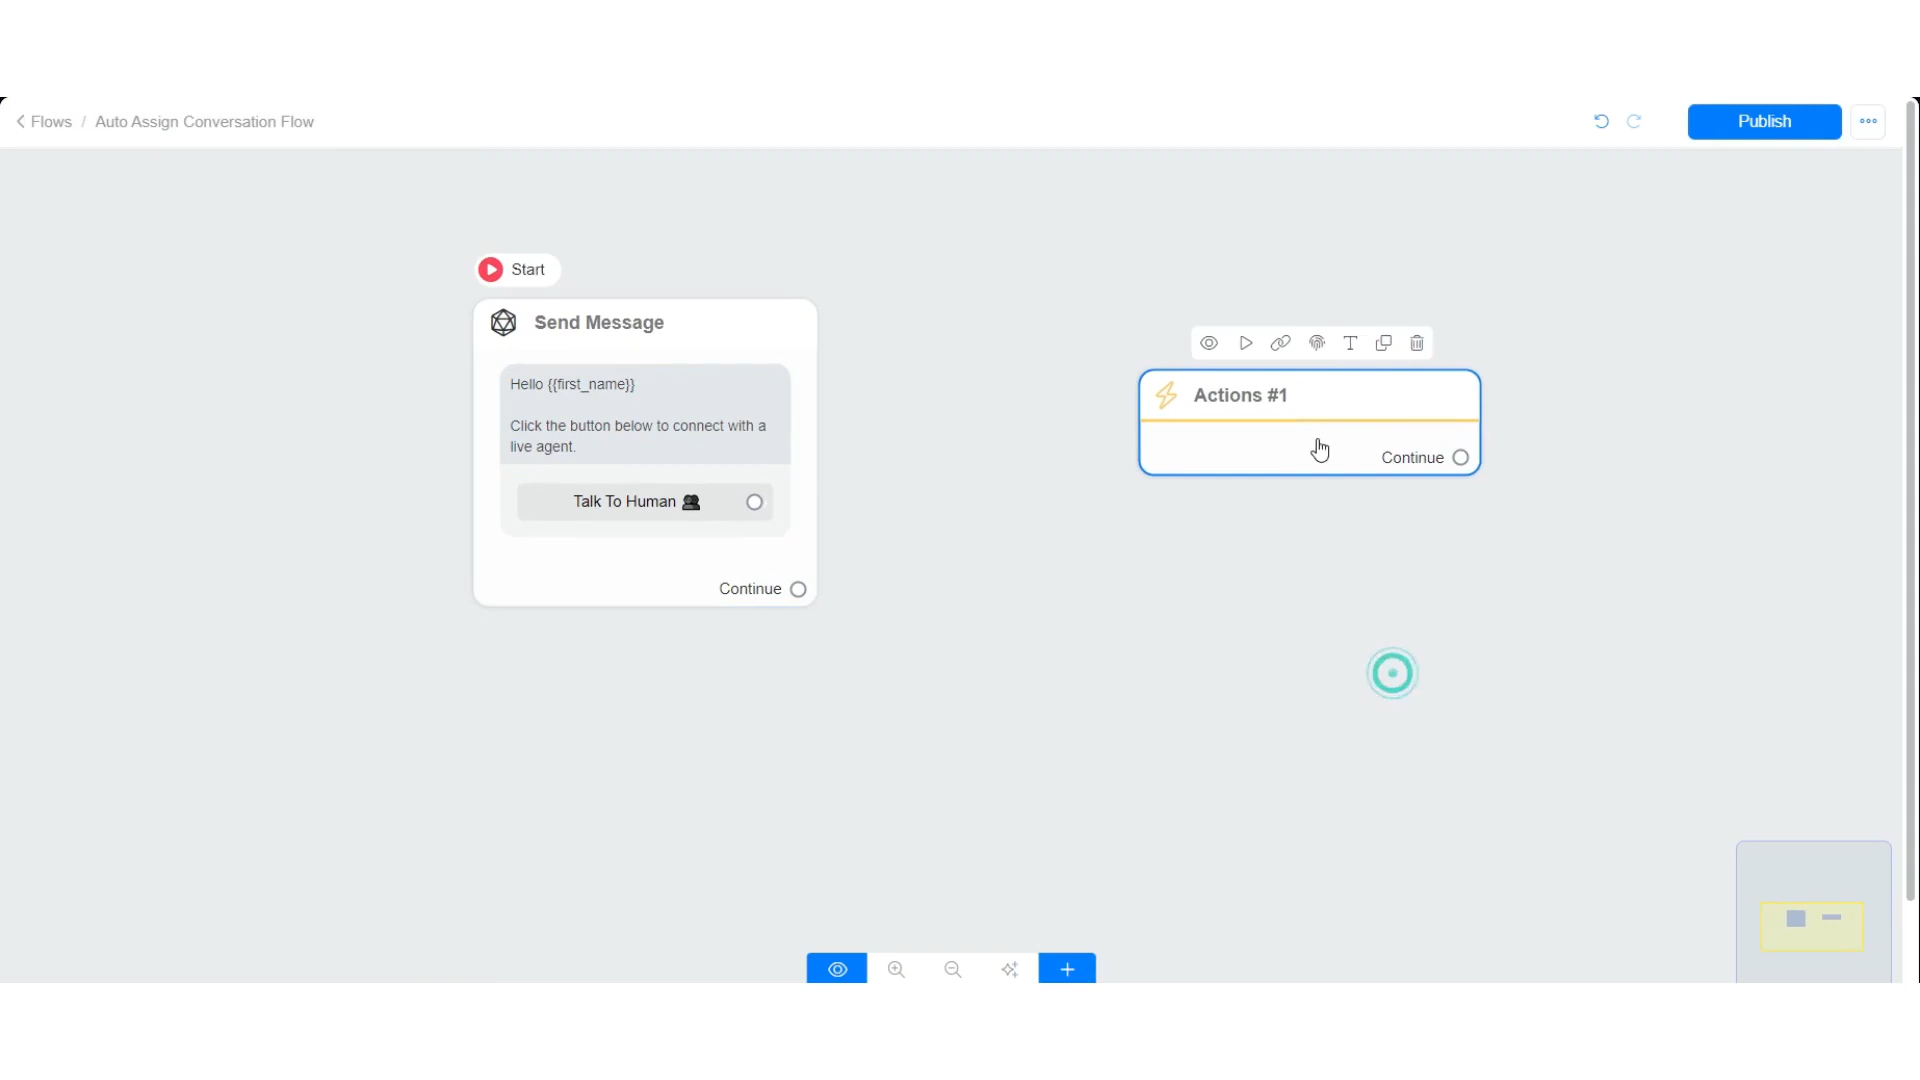 Flows / Auto Assign Conversation Flow
Publish
Start
Send Message
Hello {{first_name}}
Click the button below to connect with a
live agent.
Talk To Human
Continue
Actions #1
Continue